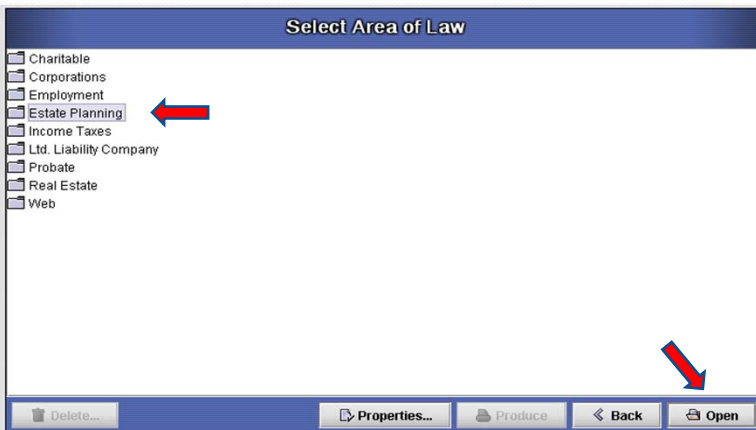 Select Area of Law
Charitable
Corporations
Employment
Estate Planning
Income Taxes
Ltd. Liability Company
Probate
Real Estate
Web
Delete... Properties... Produce Back Open